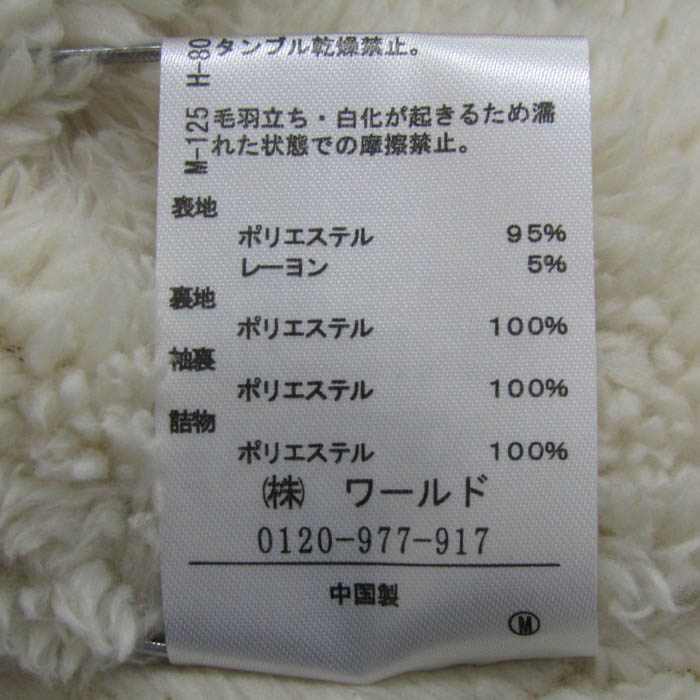 タンブル乾燥禁止。
毛羽立ち・白化が起きるため濡
れた状態での摩擦禁止。
M-125 H-80
表地
ポリエステル 95%
レーヨン 5%
裏地
ポリエステル 100%
袖裏
ポリエステル 100%
詰物
ポリエステル 100%
㈱ ワールド
0120-977-917
中国製
Ⓜ